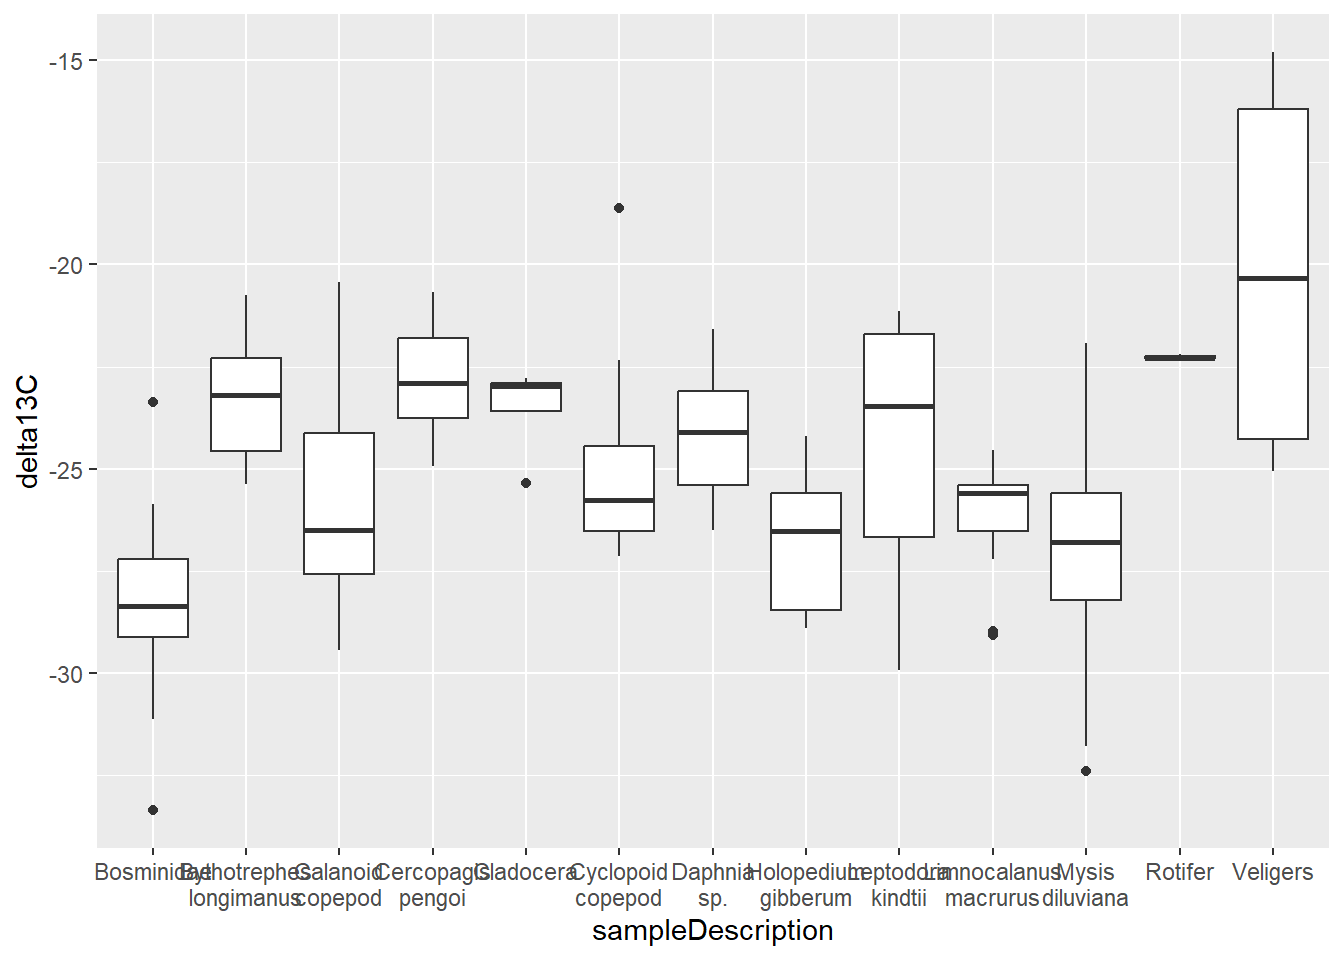 -15
-20
-25
-30
delta13C
Bosminidae Bythotrephes Calanoid Cercopagis Cladocera Cyclopoid Daphnia Holopedium Leptodora Limnocalanus Mysis Rotifer Veligers
longimanus copepod pengoi copepod sp. gibberum kindtii macrurus diluviana
sampleDescription